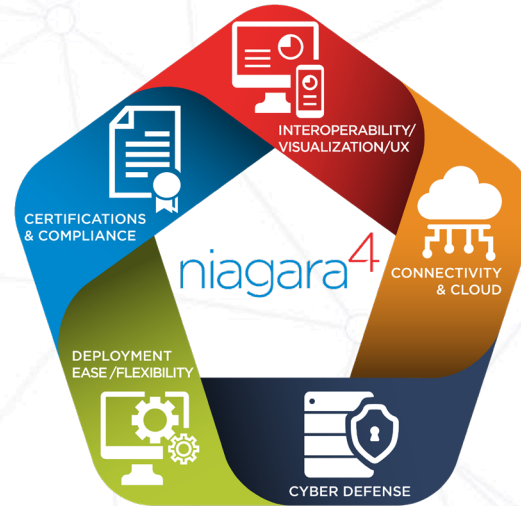 INTEROPERABILITY/
VISUALIZATION/UX
CERTIFICATIONS
& COMPLIANCE
niagara4
CONNECTIVITY
& CLOUD
DEPLOYMENT
EASE /FLEXIBILITY
CYBER DEFENSE